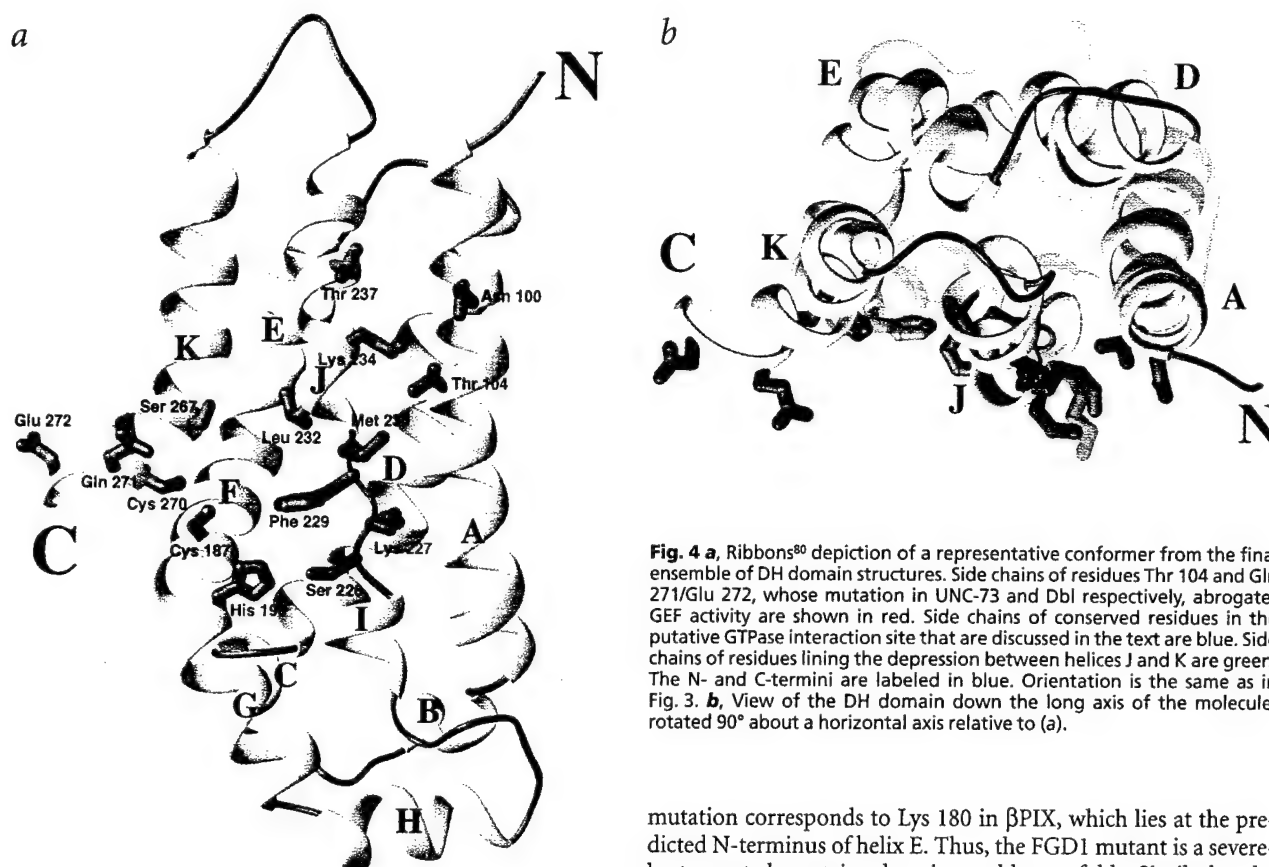 a
N
Thr 237
Asn 100
E
K
Lys 234
J
Thr 104
Ser 267
Glu 272
Leu 232
Met
D
Gln 271
Cys 270
F
Phe 229
A
C
Cys 187
Lys 227
Ser
His
I
C
G
B
H
b
E
D
K
C
A
J
N
Fig. 4 a, Ribbons⁸⁰ depiction of a representative conformer from the fina
ensemble of DH domain structures. Side chains of residues Thr 104 and Gl
271/Glu 272, whose mutation in UNC-73 and Dbl respectively, abrogate
GEF activity are shown in red. Side chains of conserved residues in the
putative GTPase interaction site that are discussed in the text are blue. Sid
chains of residues lining the depression between helices J and K are green
The N- and C-termini are labeled in blue. Orientation is the same as i
Fig. 3. b, View of the DH domain down the long axis of the molecule
rotated 90° about a horizontal axis relative to (a).
mutation corresponds to Lys 180 in βPIX, which lies at the pre-
dicted N-terminus of helix E. Thus, the FGD1 mutant is a severe-